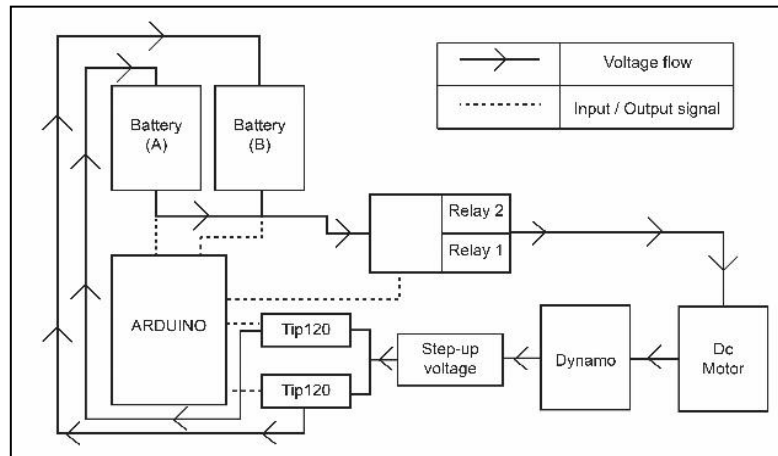 Voltage flow
Input / Output signal
Battery
(A)
Battery
(B)
Relay 2
Relay 1
ARDUINO
Tip120
Tip120
Step-up
voltage
Dynamo
Dc
Motor